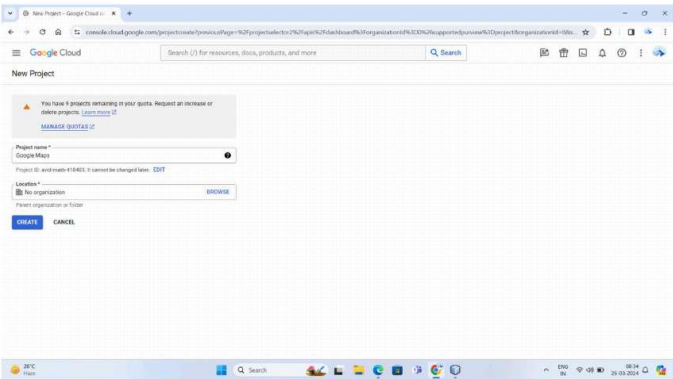 New Project - Google Cloud
console.cloud.google.com/projectcreate?previousPage=%2Fprojectselector2%2Fapis%2Fdashboard%3ForganizationId%3D0%26supportedpurview%3Dproject&organizationId=0
Google Cloud
Search (/) for resources, docs, products, and more
Search
New Project
You have 9 projects remaining in your quota. Request an increase or
delete projects. Learn more
MANAGE QUOTAS
Project name *
Google Maps
Project ID: avid-math-418403. It cannot be changed later. EDIT
Location *
No organization
BROWSE
Parent organization or folder
CREATE
CANCEL
26°C
Haze
Search
ENG
IN
08:34
26-03-2024